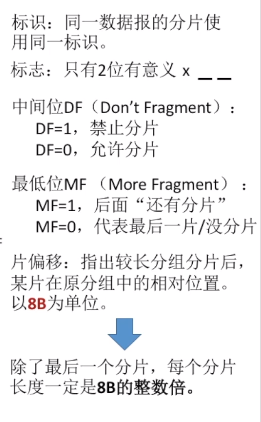 标识：同一数据报的分片使
用同一标识。
标志：只有2位有意义 x _ _
中间位DF（Don't Fragment）：
DF=1，禁止分片
DF=0，允许分片
最低位MF （More Fragment）：
MF=1，后面“还有分片”
MF=0，代表最后一片/没分片
片偏移：指出较长分组分片后，
某片在原分组中的相对位置。
以8B为单位。
除了最后一个分片，每个分片
长度一定是8B的整数倍。